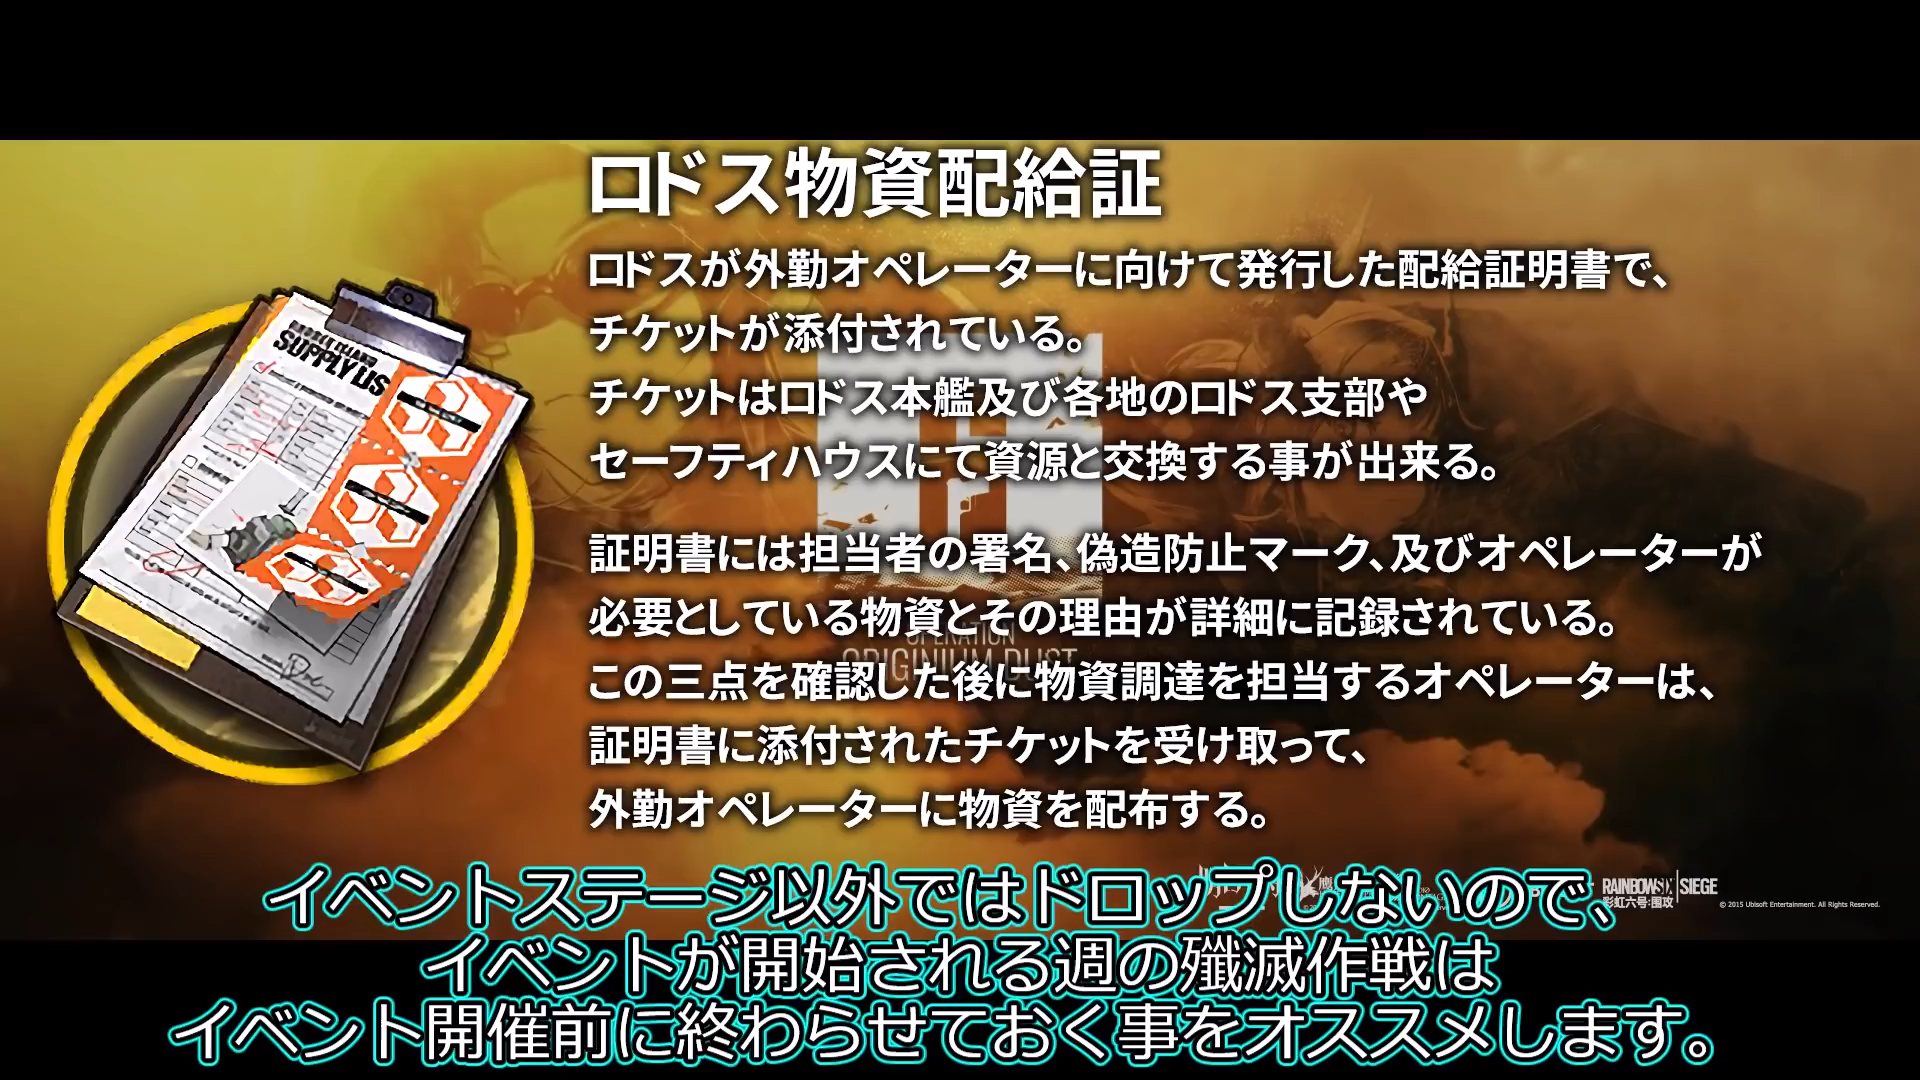 ロドス物資配給証
ロドスが外勤オペレーターに向けて発行した配給証明書で、
チケットが添付されている。
チケットはロドス本艦及び各地のロドス支部や
セーフティハウスにて資源と交換する事が出来る。
証明書には担当者の署名、偽造防止マーク、及びオペレーターが
必要としている物資とその理由が詳細に記録されている。
この三点を確認した後に物資調達を担当するオペレーターは、
証明書に添付されたチケットを受け取って、
外勤オペレーターに物資を配布する。
SUPPLY LIS
OPERATION
ORIGINIUM DUST
RAINBOWSIX SIEGE
彩虹六号:围攻
© 2015 Ubisoft Entertainment. All Rights Reserved.
イベントステージ以外ではドロップしないので、
イベントが開始される週の殲滅作戦は
イベント開催前に終わらせておく事をオススメします。